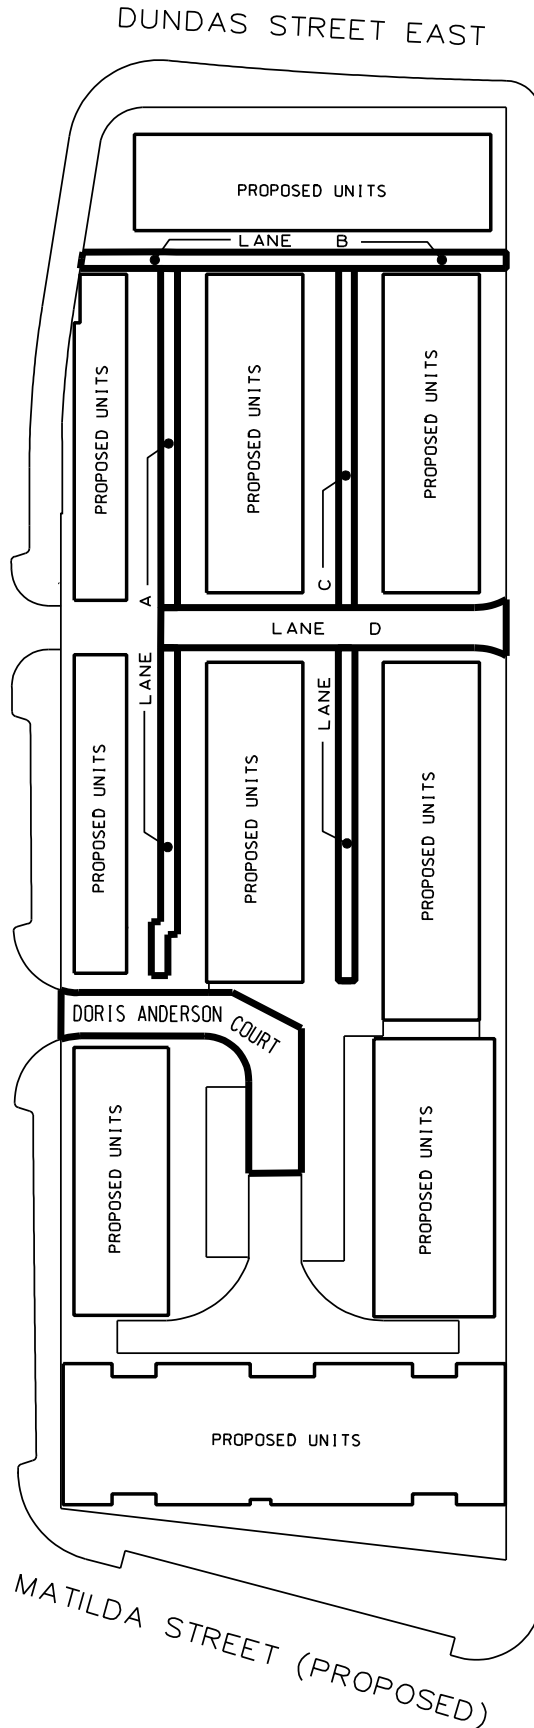 DUNDAS STREET EAST
PROPOSED UNITS
LANE B
PROPOSED UNITS
PROPOSED UNITS
PROPOSED UNITS
LANE A
LANE C
LANE D
PROPOSED UNITS
PROPOSED UNITS
PROPOSED UNITS
DORIS ANDERSON COURT
PROPOSED UNITS
PROPOSED UNITS
PROPOSED UNITS
MATILDA STREET (PROPOSED)